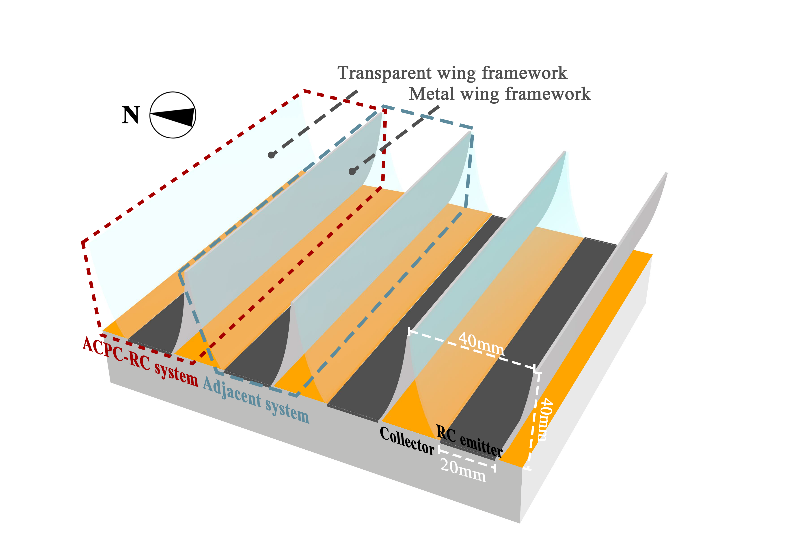 Transparent wing framework
Metal wing framework
N
ACPC-RC system
Adjacent system
40mm
40mm
Collector
RC emitter
20mm